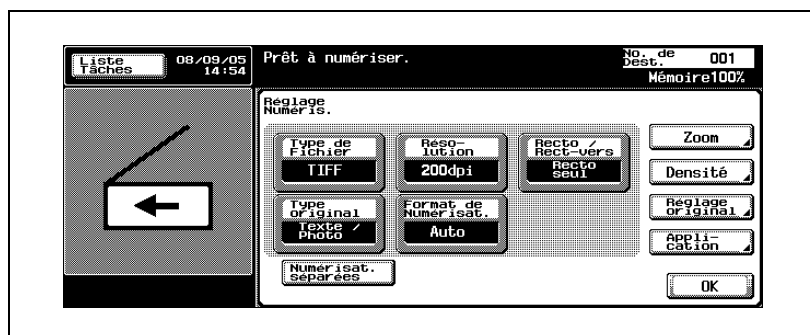 Liste
Tâches
08/09/05
14:54
Prêt à numériser.
No. de
Dest.
001
Mémoire100%
Réglage
Numéris.
Type de
Fichier
TIFF
Réso-
lution
200dpi
Recto /
Rect-vers
Recto
seul
Type
original
Texte /
Photo
Format de
Numérisat.
Auto
Numérisat.
séparées
Zoom
Densité
Réglage
original
Appli-
cation
OK